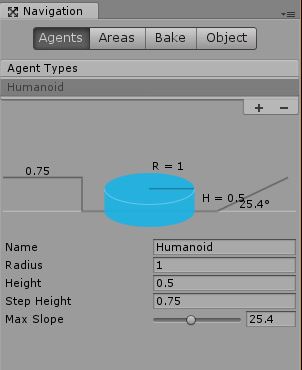 Navigation
Agents Areas Bake Object
Agent Types
Humanoid
+ −
R = 1
0.75
H = 0.5
25.4°
Name Humanoid
Radius 1
Height 0.5
Step Height 0.75
Max Slope 25.4